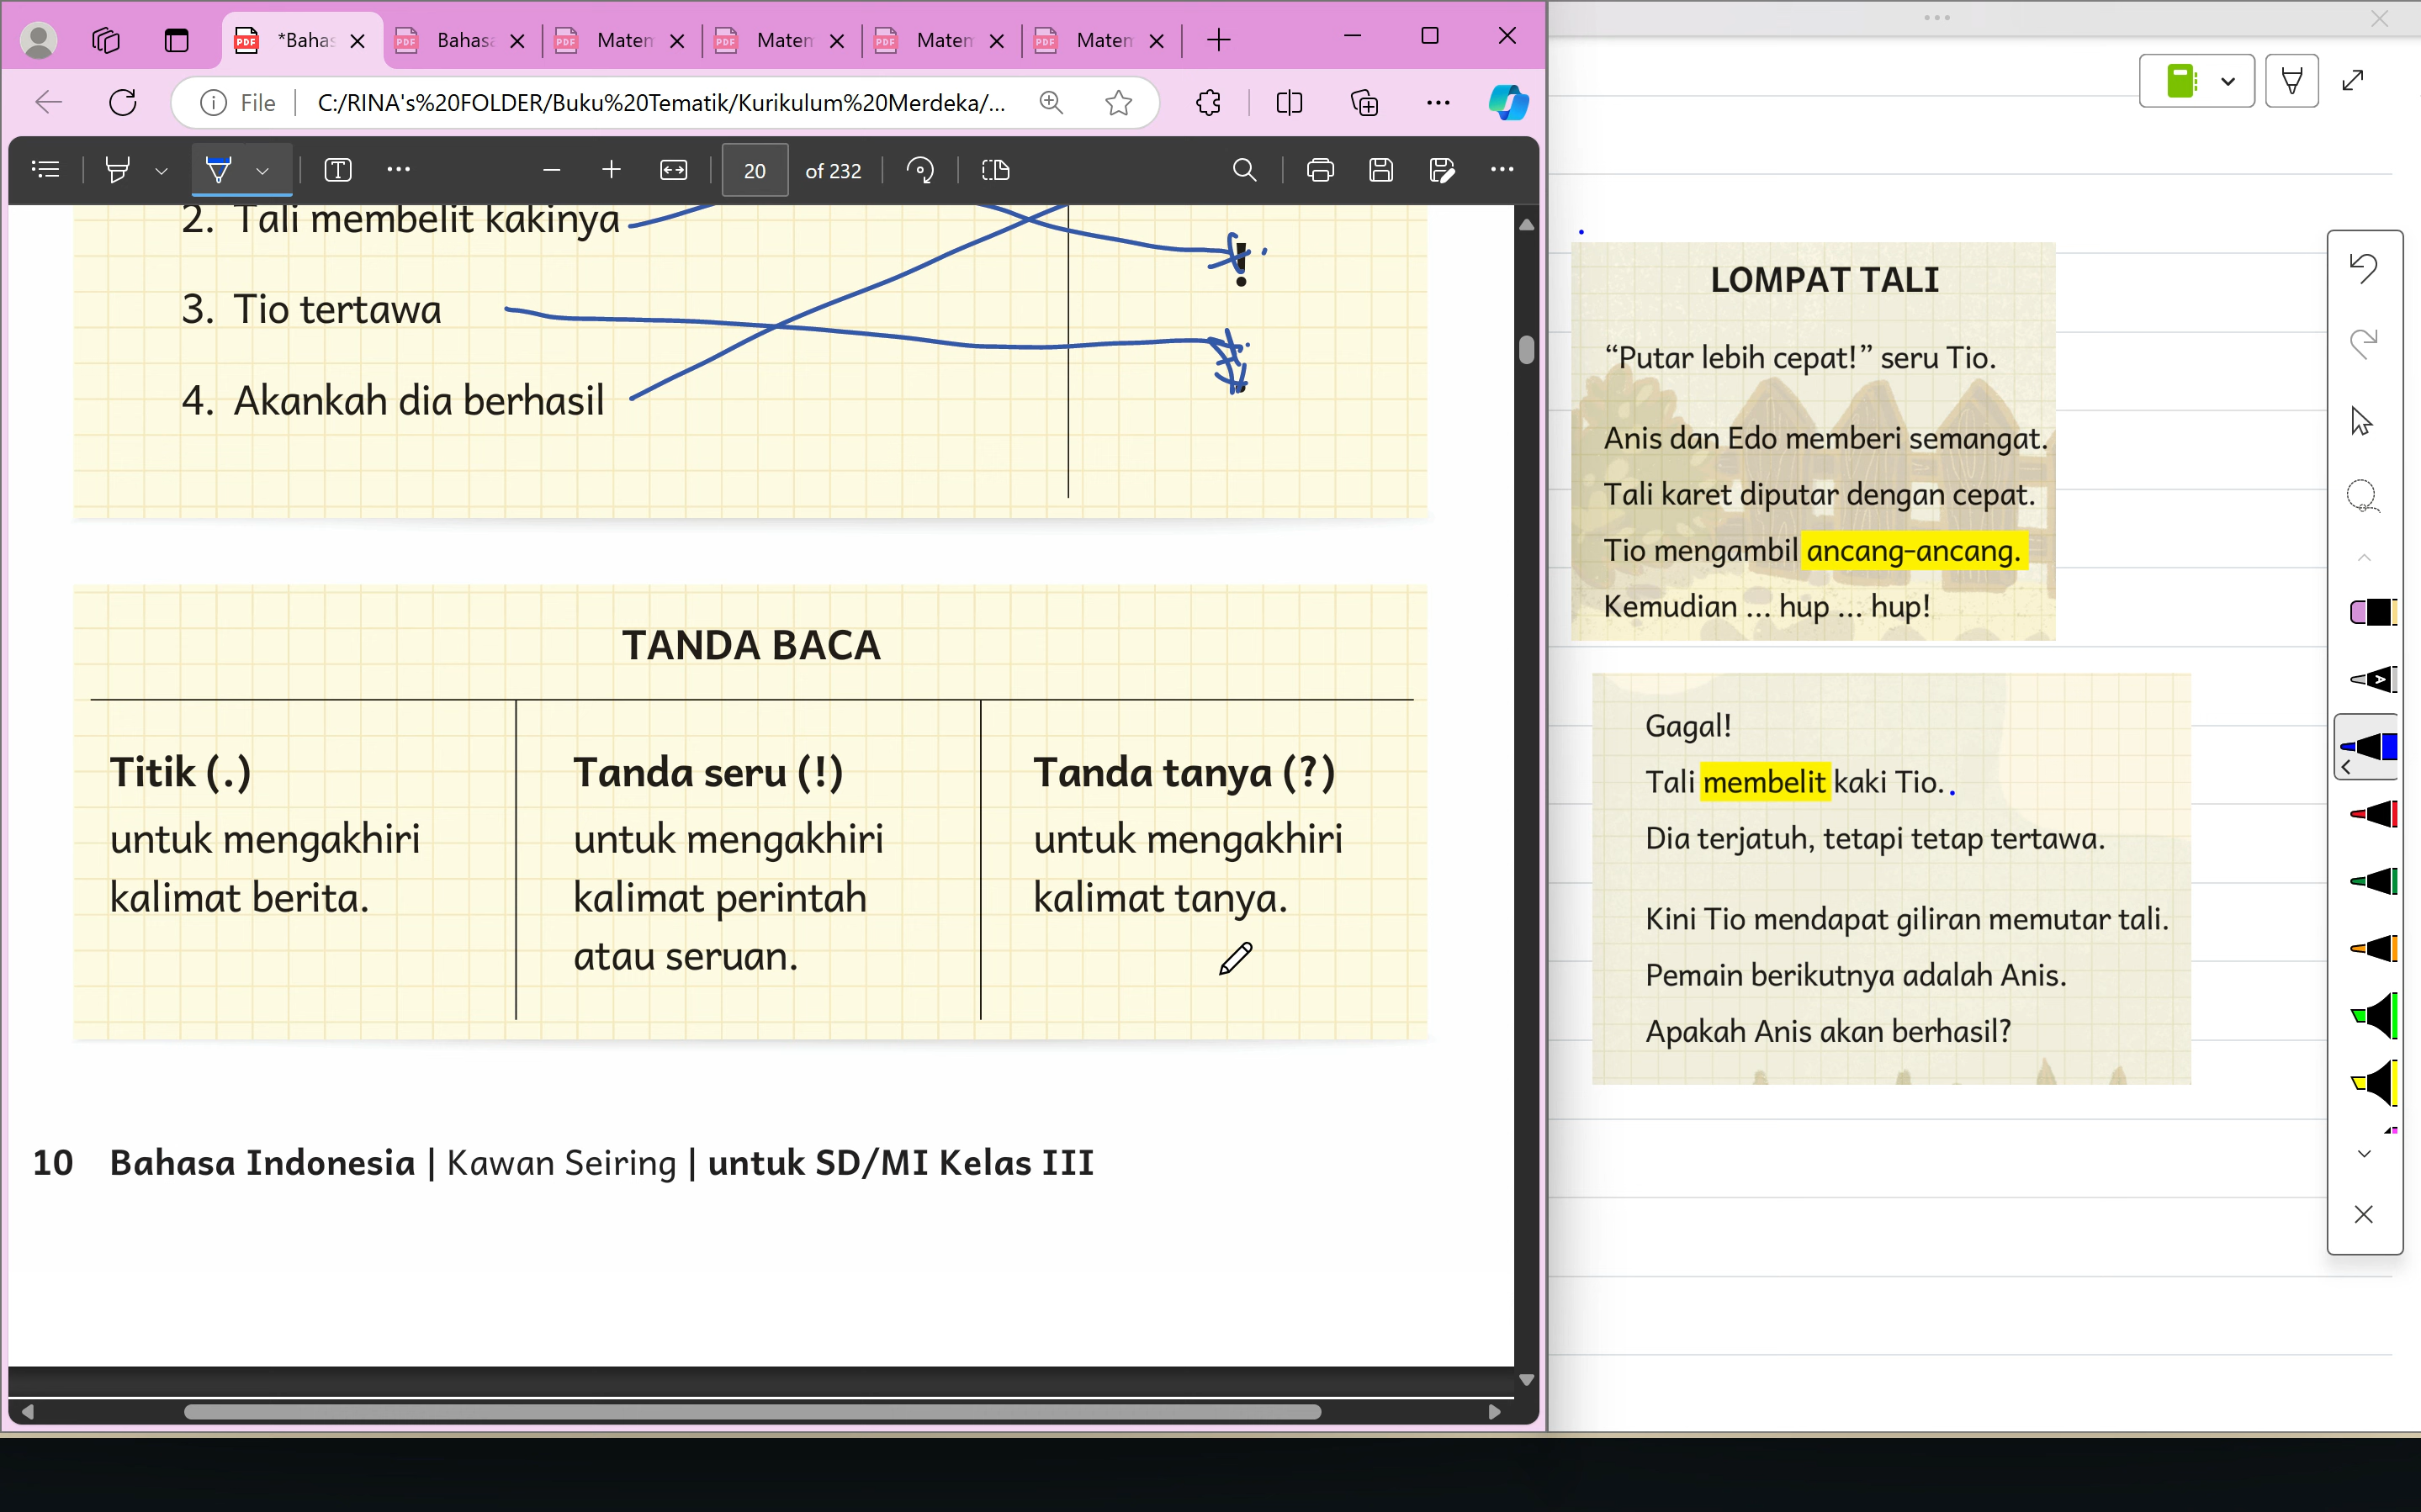 *Bahas
Bahasa
Matem
Matem
Matem
Matem
File
C:/RINA's%20FOLDER/Buku%20Tematik/Kurikulum%20Merdeka/...
20 of 232
2. Tali membelit kakinya
!
3. Tio tertawa
4. Akankah dia berhasil
TANDA BACA
Titik (.)
untuk mengakhiri
kalimat berita.
Tanda seru (!)
untuk mengakhiri
kalimat perintah
atau seruan.
Tanda tanya (?)
untuk mengakhiri
kalimat tanya.
10 Bahasa Indonesia | Kawan Seiring | untuk SD/MI Kelas III
LOMPAT TALI
“Putar lebih cepat!” seru Tio.
Anis dan Edo memberi semangat.
Tali karet diputar dengan cepat.
Tio mengambil ancang-ancang.
Kemudian ... hup ... hup!
Gagal!
Tali membelit kaki Tio.
Dia terjatuh, tetapi tetap tertawa.
Kini Tio mendapat giliran memutar tali.
Pemain berikutnya adalah Anis.
Apakah Anis akan berhasil?